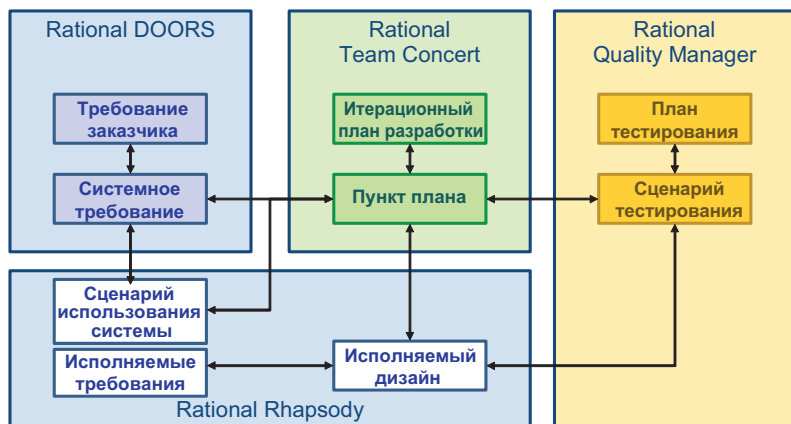 Rational DOORS
Требование
заказчика
Системное
требование
Rational
Team Concert
Итерационный
план разработки
Пункт плана
Rational
Quality Manager
План
тестирования
Сценарий
тестирования
Сценарий
использования
системы
Исполняемые
требования
Исполняемый
дизайн
Rational Rhapsody